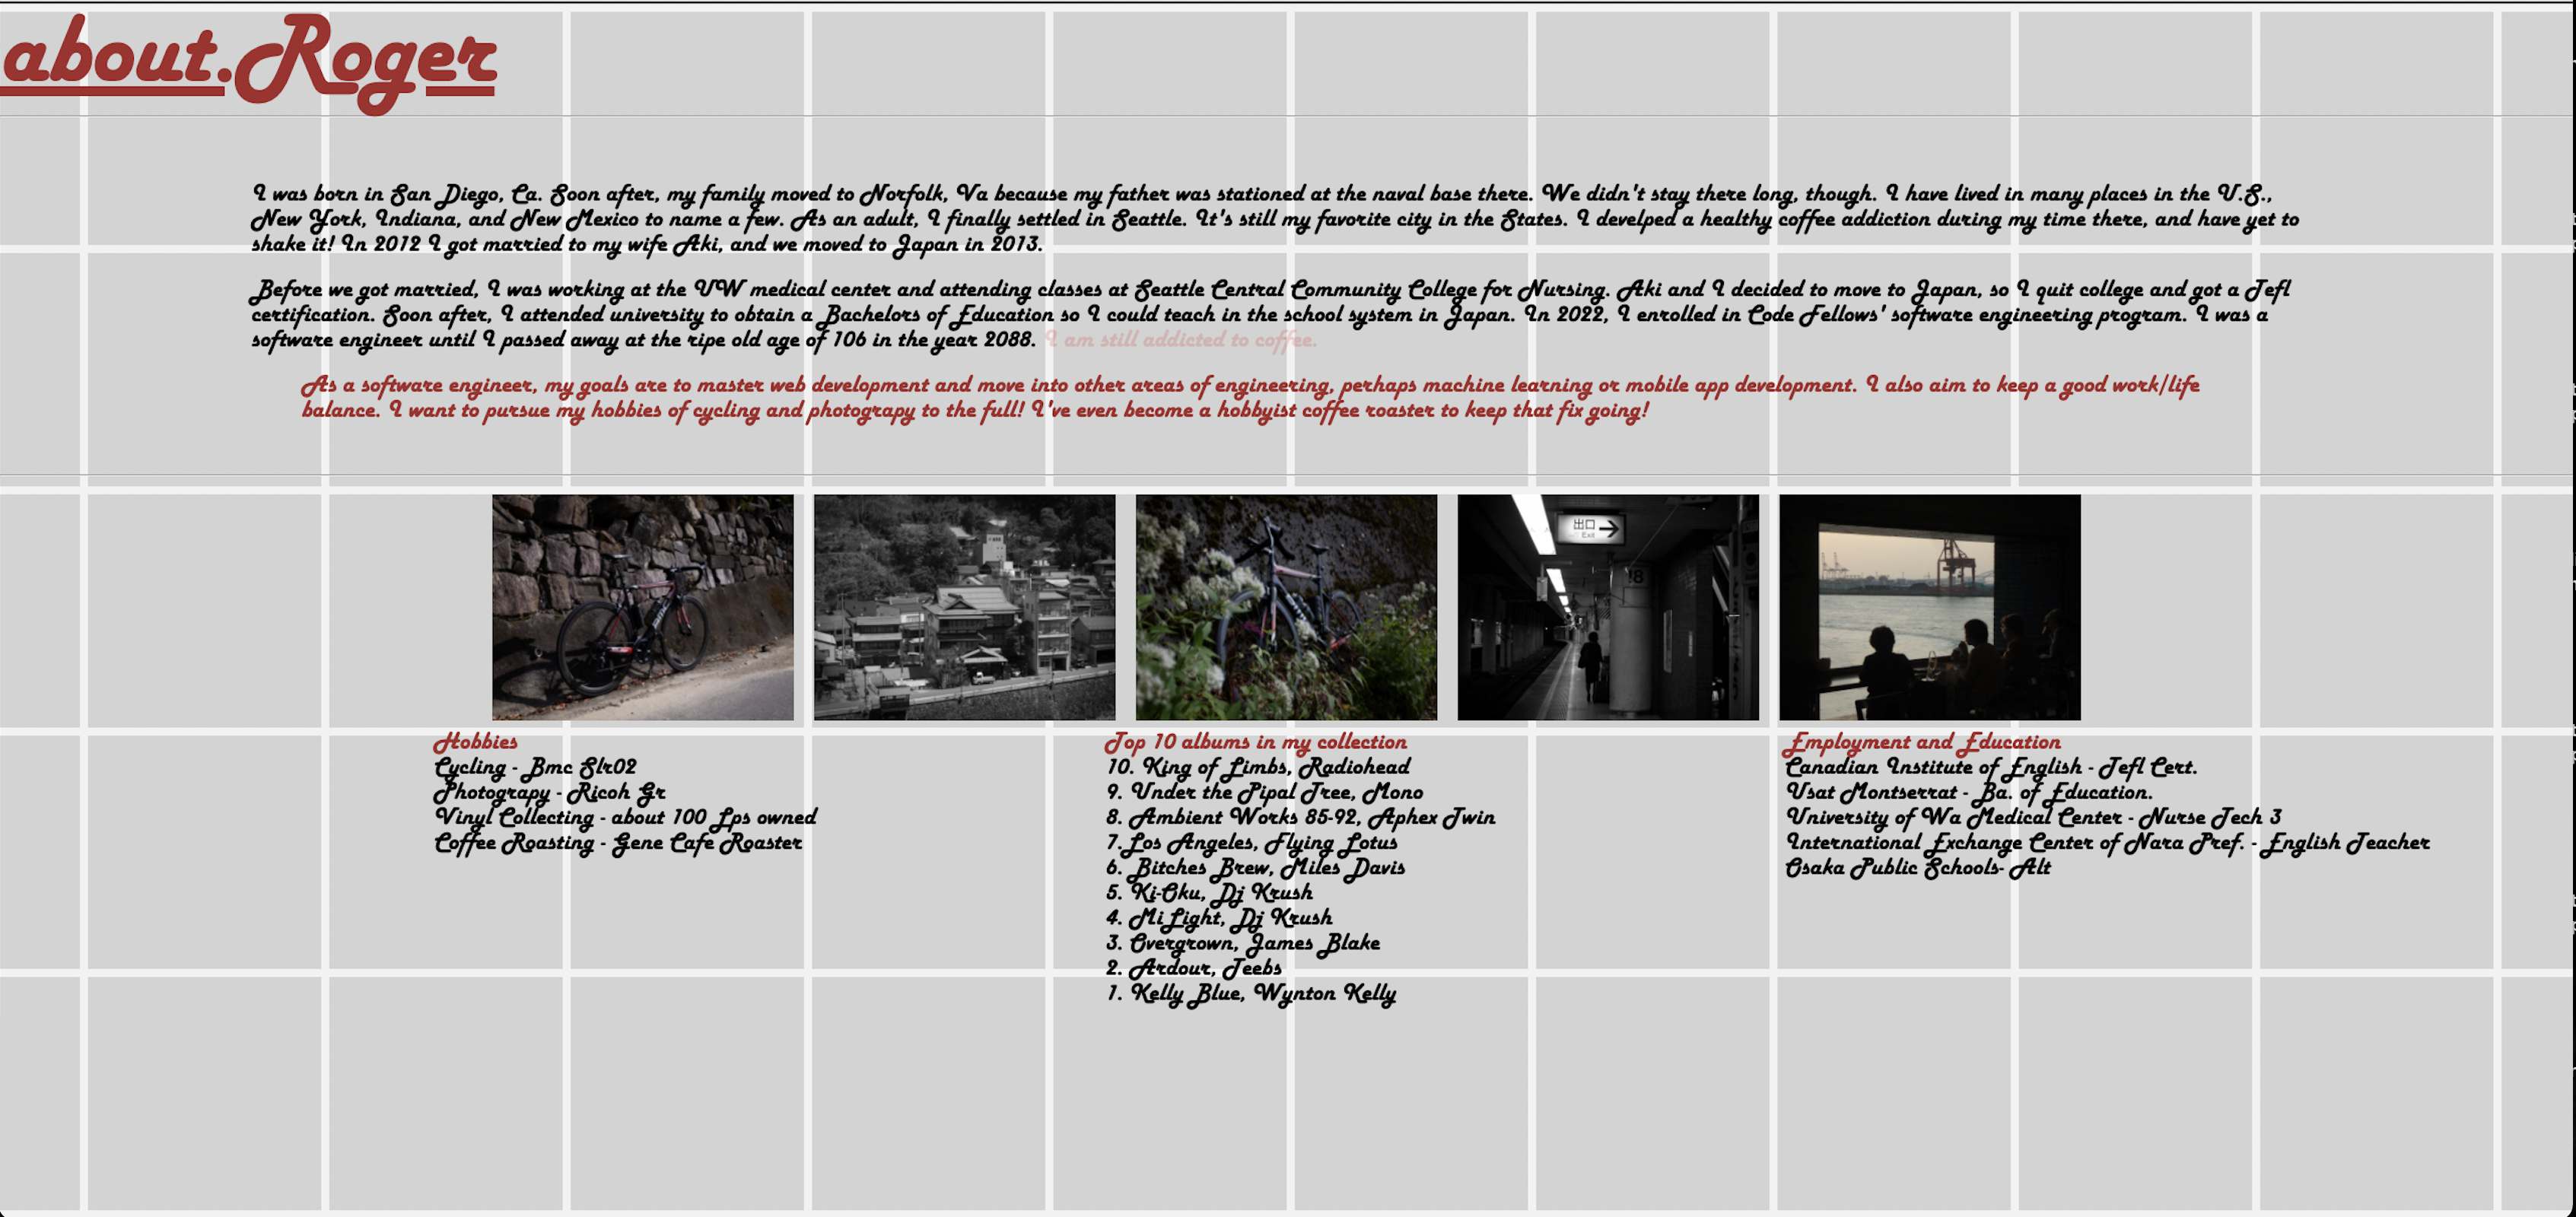 about.Roger
I was born in San Diego, Ca. Soon after, my family moved to Norfolk, Va because my father was stationed at the naval base there. We didn't stay there long, though. I have lived in many places in the U.S.,
New York, Indiana, and New Mexico to name a few. As an adult, I finally settled in Seattle. It's still my favorite city in the States. I develped a healthy coffee addiction during my time there, and have yet to
shake it! In 2012 I got married to my wife Aki, and we moved to Japan in 2013.
Before we got married, I was working at the UW medical center and attending classes at Seattle Central Community College for Nursing. Aki and I decided to move to Japan, so I quit college and got a Tefl
certification. Soon after, I attended university to obtain a Bachelors of Education so I could teach in the school system in Japan. In 2022, I enrolled in Code Fellows' software engineering program. I was a
software engineer until I passed away at the ripe old age of 106 in the year 2088. I am still addicted to coffee.
As a software engineer, my goals are to master web development and move into other areas of engineering, perhaps machine learning or mobile app development. I also aim to keep a good work/life
balance. I want to pursue my hobbies of cycling and photograpy to the full! I've even become a hobbyist coffee roaster to keep that fix going!
出口
Exit
18
Hobbies
Cycling - Bmc Slr02
Photograpy - Ricoh Gr
Vinyl Collecting - about 100 Lps owned
Coffee Roasting - Gene Cafe Roaster
Top 10 albums in my collection
10. King of Limbs, Radiohead
9. Under the Pipal Tree, Mono
8. Ambient Works 85-92, Aphex Twin
7.Los Angeles, Flying Lotus
6. Bitches Brew, Miles Davis
5. Ki-Oku, Dj Krush
4. Mi Light, Dj Krush
3. Overgrown, James Blake
2. Ardour, Teebs
1. Kelly Blue, Wynton Kelly
Employment and Education
Canadian Institute of English - Tefl Cert.
Usat Montserrat - Ba. of Education.
University of Wa Medical Center - Nurse Tech 3
International Exchange Center of Nara Pref. - English Teacher
Osaka Public Schools- Alt